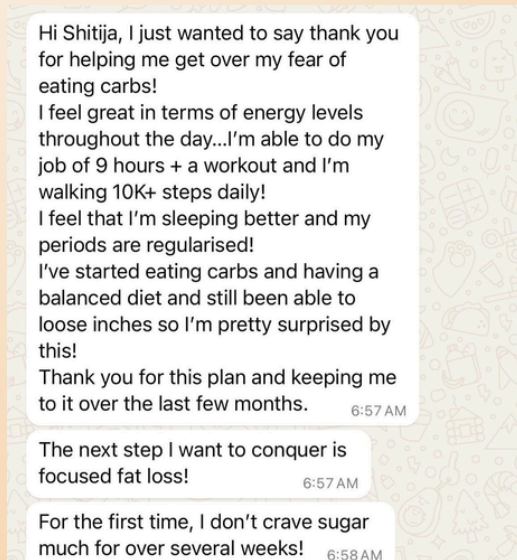 Hi Shitija, I just wanted to say thank you
for helping me get over my fear of
eating carbs!
I feel great in terms of energy levels
throughout the day...I'm able to do my
job of 9 hours + a workout and I'm
walking 10K+ steps daily!
I feel that I'm sleeping better and my
periods are regularised!
I've started eating carbs and having a
balanced diet and still been able to
loose inches so I'm pretty surprised by
this!
Thank you for this plan and keeping me
to it over the last few months. 6:57 AM
The next step I want to conquer is
focused fat loss! 6:57 AM
For the first time, I don't crave sugar
much for over several weeks! 6:58 AM